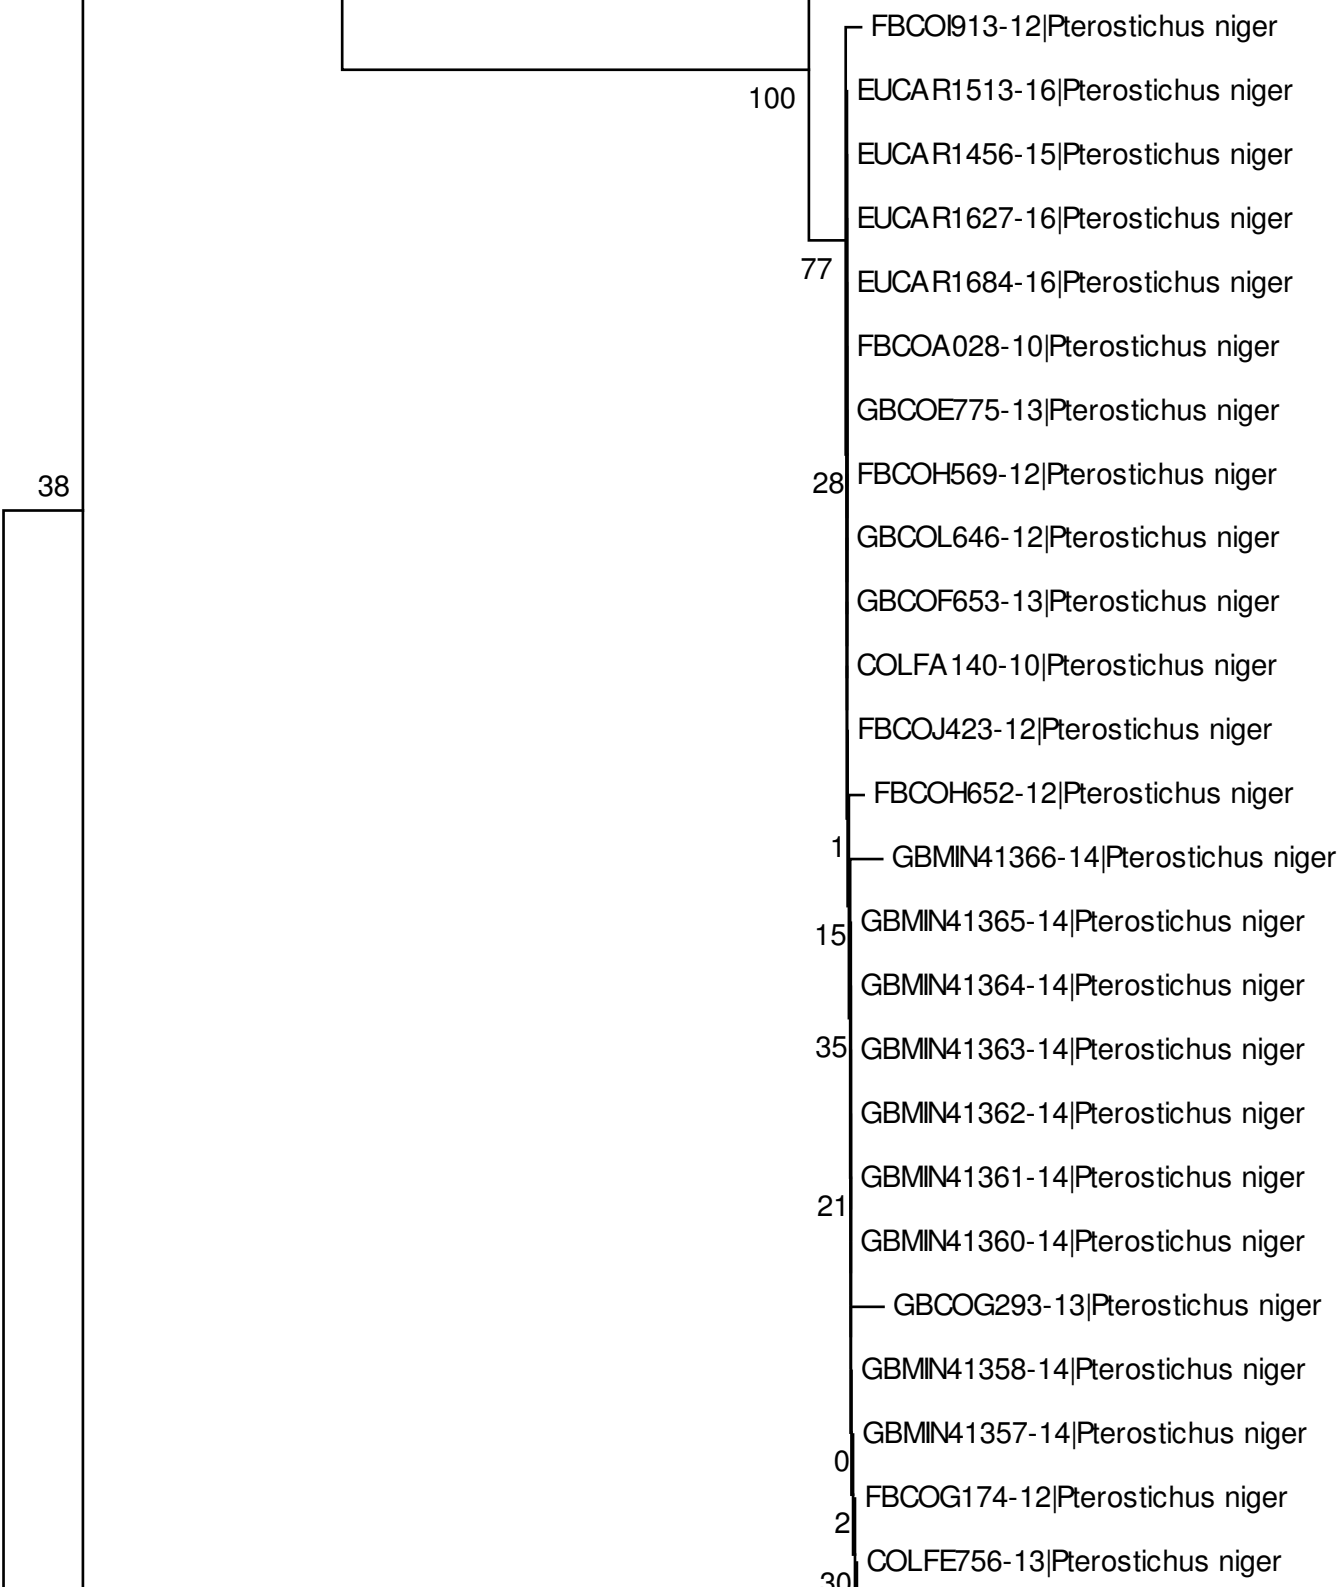 FBCOI913-12|Pterostichus niger
100
EUCAR1513-16|Pterostichus niger
EUCAR1456-15|Pterostichus niger
EUCAR1627-16|Pterostichus niger
77
EUCAR1684-16|Pterostichus niger
FBCOA028-10|Pterostichus niger
GBCOE775-13|Pterostichus niger
38
28
FBCOH569-12|Pterostichus niger
GBCOL646-12|Pterostichus niger
GBCOF653-13|Pterostichus niger
COLFA140-10|Pterostichus niger
FBCOJ423-12|Pterostichus niger
FBCOH652-12|Pterostichus niger
1
GBMIN41366-14|Pterostichus niger
15
GBMIN41365-14|Pterostichus niger
GBMIN41364-14|Pterostichus niger
35
GBMIN41363-14|Pterostichus niger
GBMIN41362-14|Pterostichus niger
GBMIN41361-14|Pterostichus niger
21
GBMIN41360-14|Pterostichus niger
GBCOG293-13|Pterostichus niger
GBMIN41358-14|Pterostichus niger
GBMIN41357-14|Pterostichus niger
0
FBCOG174-12|Pterostichus niger
2
COLFE756-13|Pterostichus niger
30